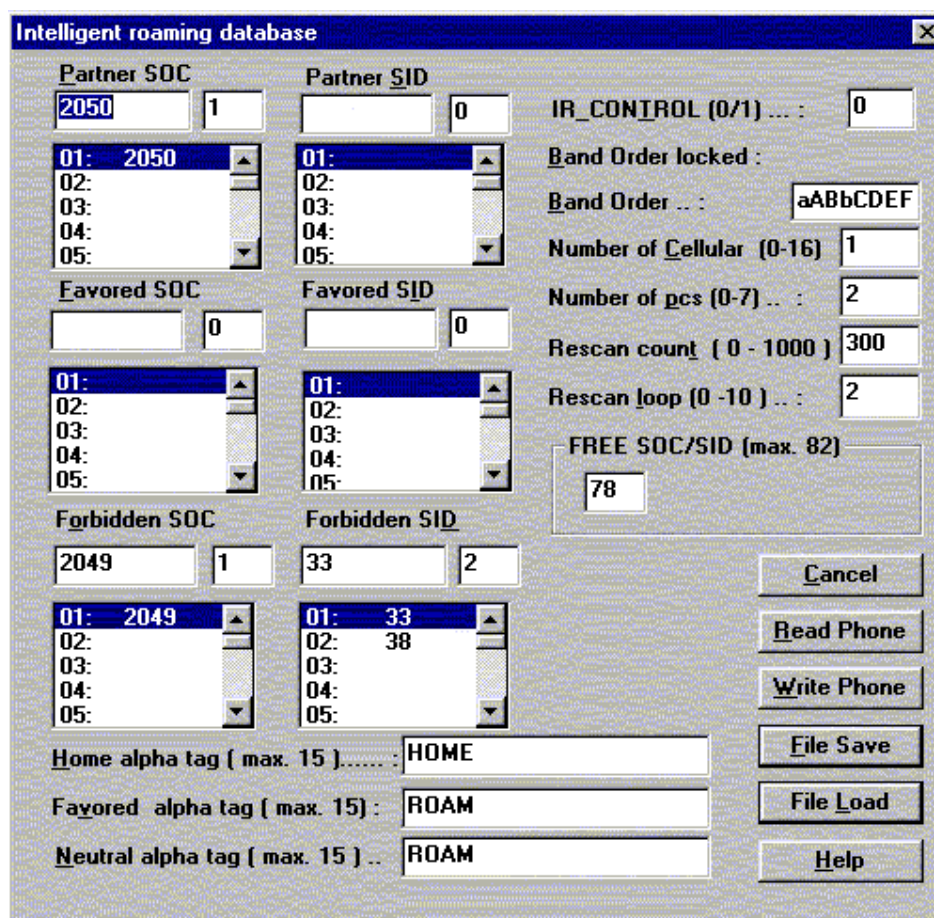 Intelligent roaming database
Partner SOC
2050 1
01: 2050
02:
03:
04:
05:
Partner SID
0
01:
02:
03:
04:
05:
Favored SOC
0
01:
02:
03:
04:
05:
Favored SID
0
01:
02:
03:
04:
05:
Forbidden SOC
2049 1
01: 2049
02:
03:
04:
05:
Forbidden SID
33 2
01: 33
02: 38
03:
04:
05:
IR_CONTROL (0/1) ... : 0
Band Order locked :
Band Order .. : aABbCDEF
Number of Cellular (0-16) 1
Number of pcs (0-7) .. : 2
Rescan count ( 0 - 1000 ) 300
Rescan loop (0 -10 ) .. : 2
FREE SOC/SID (max. 82)
78
Cancel
Read Phone
Write Phone
File Save
File Load
Help
Home alpha tag ( max. 15 )...... : HOME
Favored alpha tag ( max. 15) : ROAM
Neutral alpha tag ( max. 15 ) .. ROAM